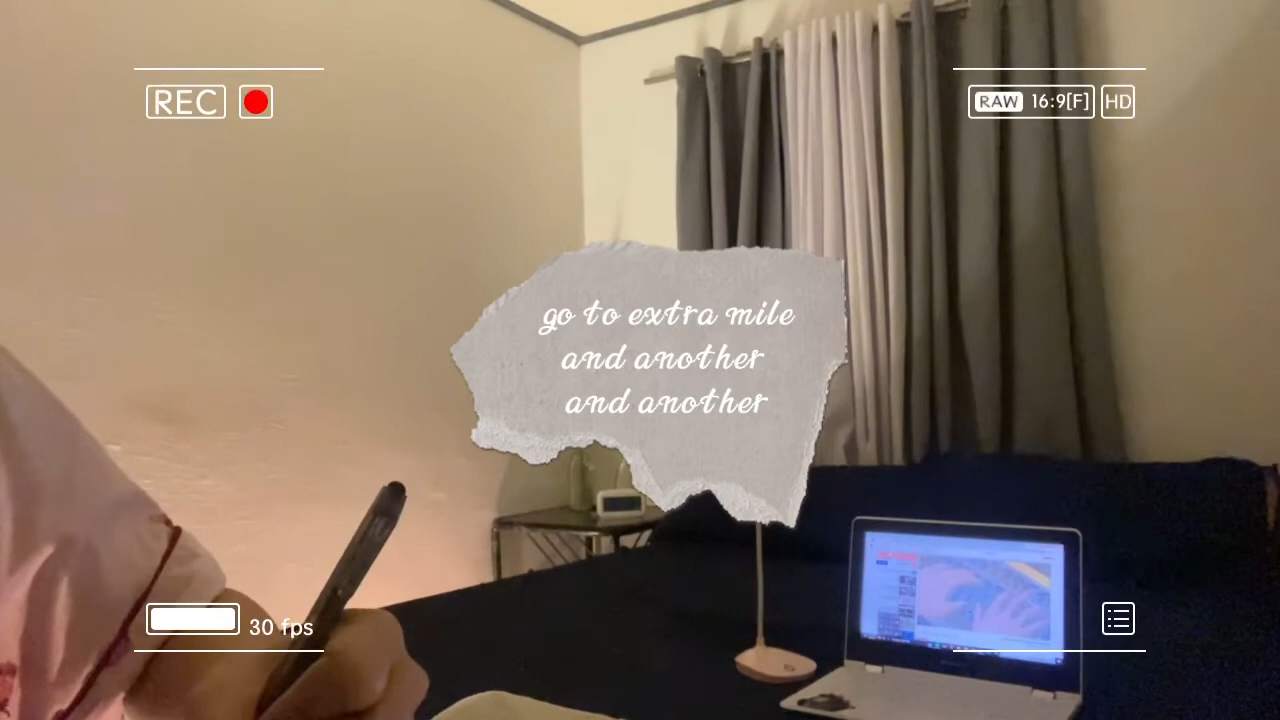 REC
RAW 16:9[F] HD
go to extra mile
and another
and another
30 fps